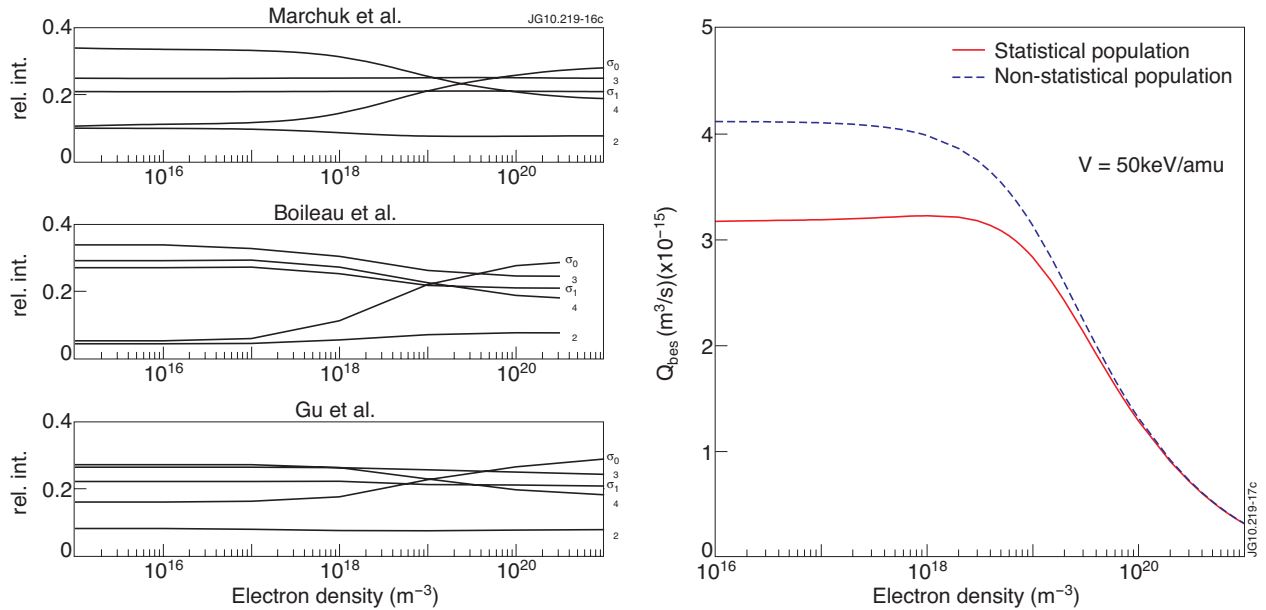 Marchuk et al.
JG10.219-16c
0.4
0.2
0
rel. int.
σ0
3
σ1
4
2
10^16
10^18
10^20
Boileau et al.
0.4
0.2
0
rel. int.
σ0
3
σ1
4
2
10^16
10^18
10^20
Gu et al.
0.4
0.2
0
rel. int.
σ0
3
σ1
4
2
10^16
10^18
10^20
Electron density (m^−3)
Statistical population
Non-statistical population
V = 50keV/amu
5
4
3
2
1
0
Q_bes (m^3/s)(x10^−15)
10^16
10^18
10^20
Electron density (m^−3)
JG10.219-17c